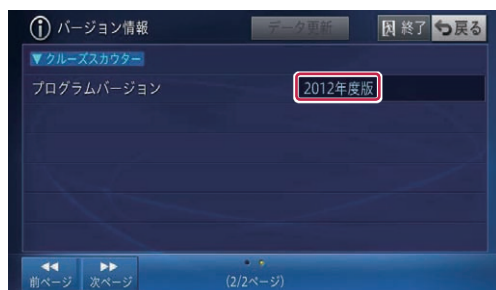 バージョン情報
データ更新
終了
戻る
▼クルーズスカウター
プログラムバージョン 2012年度版
前ページ
次ページ
(2/2ページ)